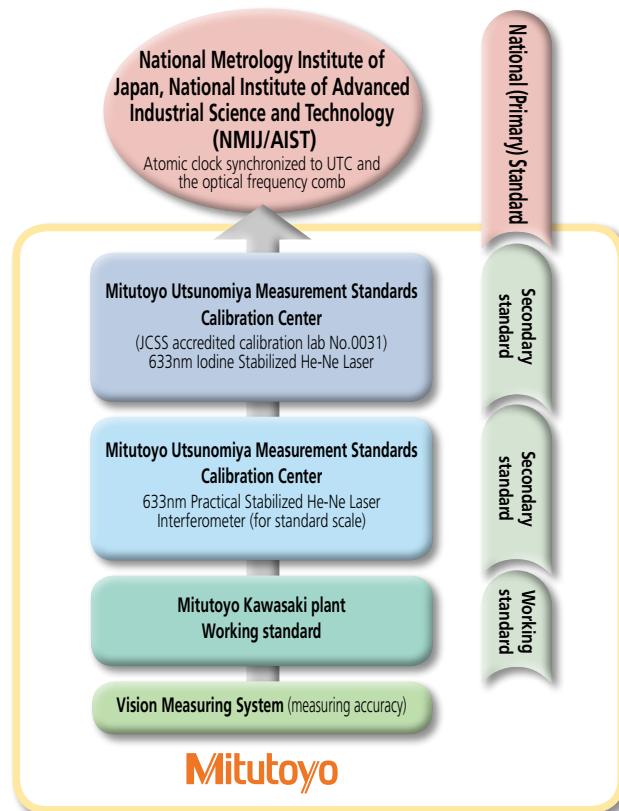 National Metrology Institute of
Japan, National Institute of Advanced
Industrial Science and Technology
(NMIJ/AIST)
Atomic clock synchronized to UTC and
the optical frequency comb
National (Primary) Standard
Mitutoyo Utsunomiya Measurement Standards
Calibration Center
(JCSS accredited calibration lab No.0031)
633nm Iodine Stabilized He-Ne Laser
Secondary
standard
Mitutoyo Utsunomiya Measurement Standards
Calibration Center
633nm Practical Stabilized He-Ne Laser
Interferometer (for standard scale)
Secondary
standard
Mitutoyo Kawasaki plant
Working standard
Working
standard
Vision Measuring System (measuring accuracy)
Mitutoyo